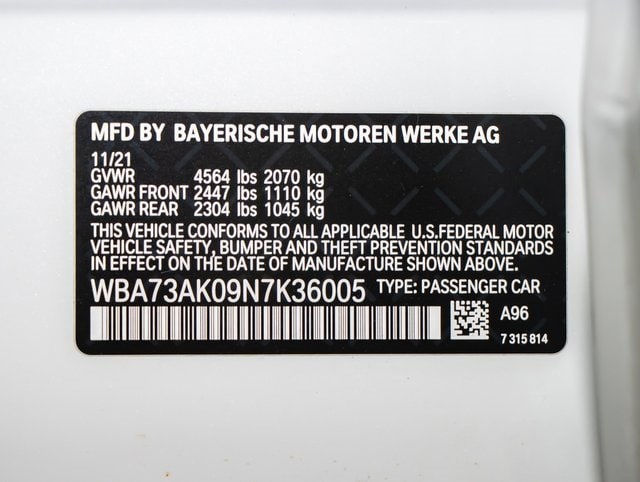 MFD BY BAYERISCHE MOTOREN WERKE AG
11/21
GVWR 4564 lbs 2070 kg
GAWR FRONT 2447 lbs 1110 kg
GAWR REAR 2304 lbs 1045 kg
THIS VEHICLE CONFORMS TO ALL APPLICABLE U.S.FEDERAL MOTOR
VEHICLE SAFETY, BUMPER AND THEFT PREVENTION STANDARDS
IN EFFECT ON THE DATE OF MANUFACTURE SHOWN ABOVE.
WBA73AK09N7K36005 TYPE: PASSENGER CAR
A96
7 315 814